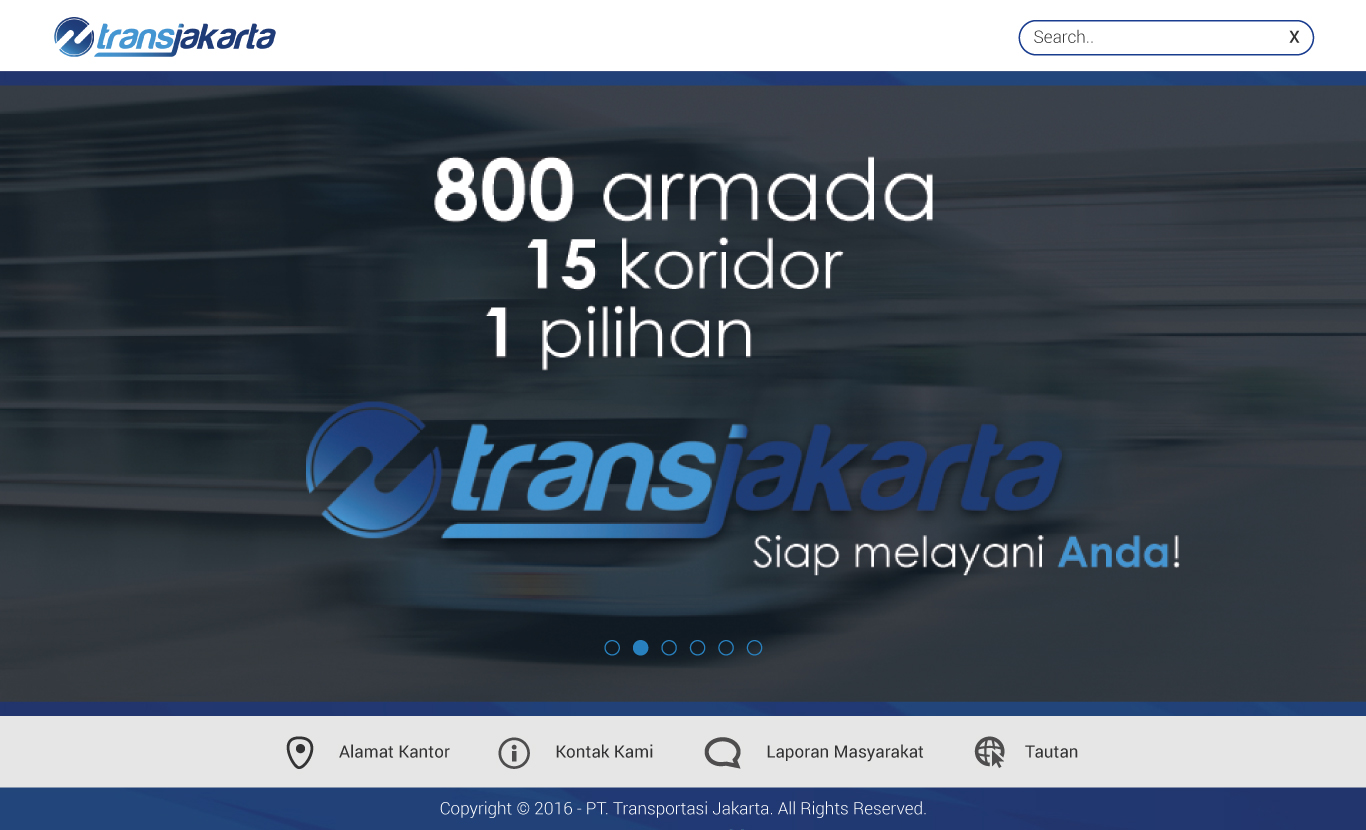 transjakarta
Search.. X
800 armada
15 koridor
1 pilihan
transjakarta
Siap melayani Anda!
Alamat Kantor Kontak Kami Laporan Masyarakat Tautan
Copyright © 2016 - PT. Transportasi Jakarta. All Rights Reserved.